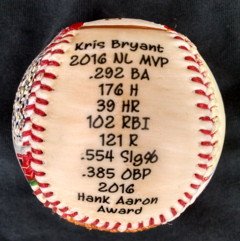 Kris Bryant
2016 NL MVP
.292 BA
176 H
39 HR
102 RBI
121 R
.554 Slg%
.385 OBP
2016
Hank Aaron
Award